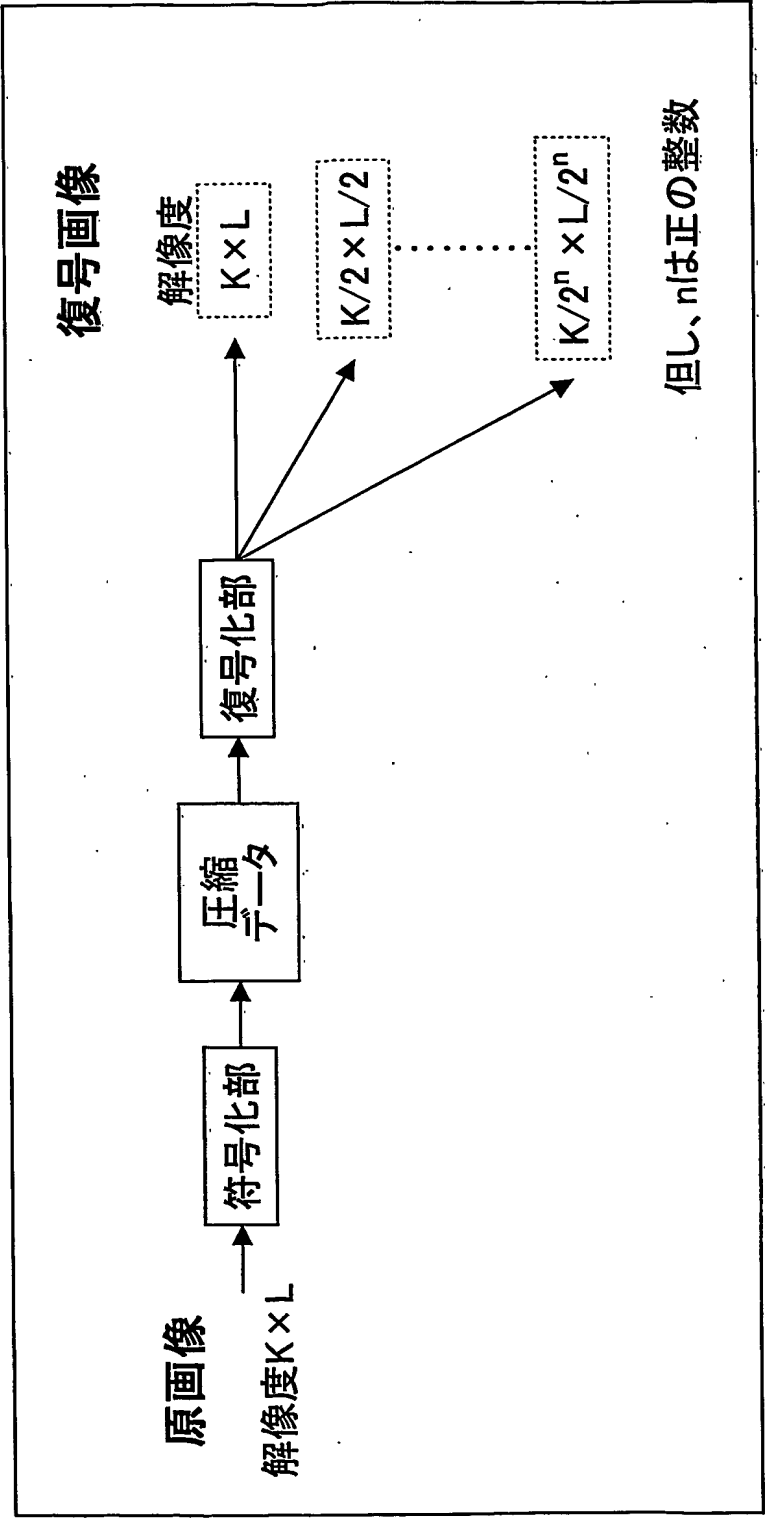 原画像
解像度K×L
符号化部
圧縮
データ
復号化部
復号画像
解像度
K×L
K/2×L/2
K/2ⁿ×L/2ⁿ
但し、nは正の整数